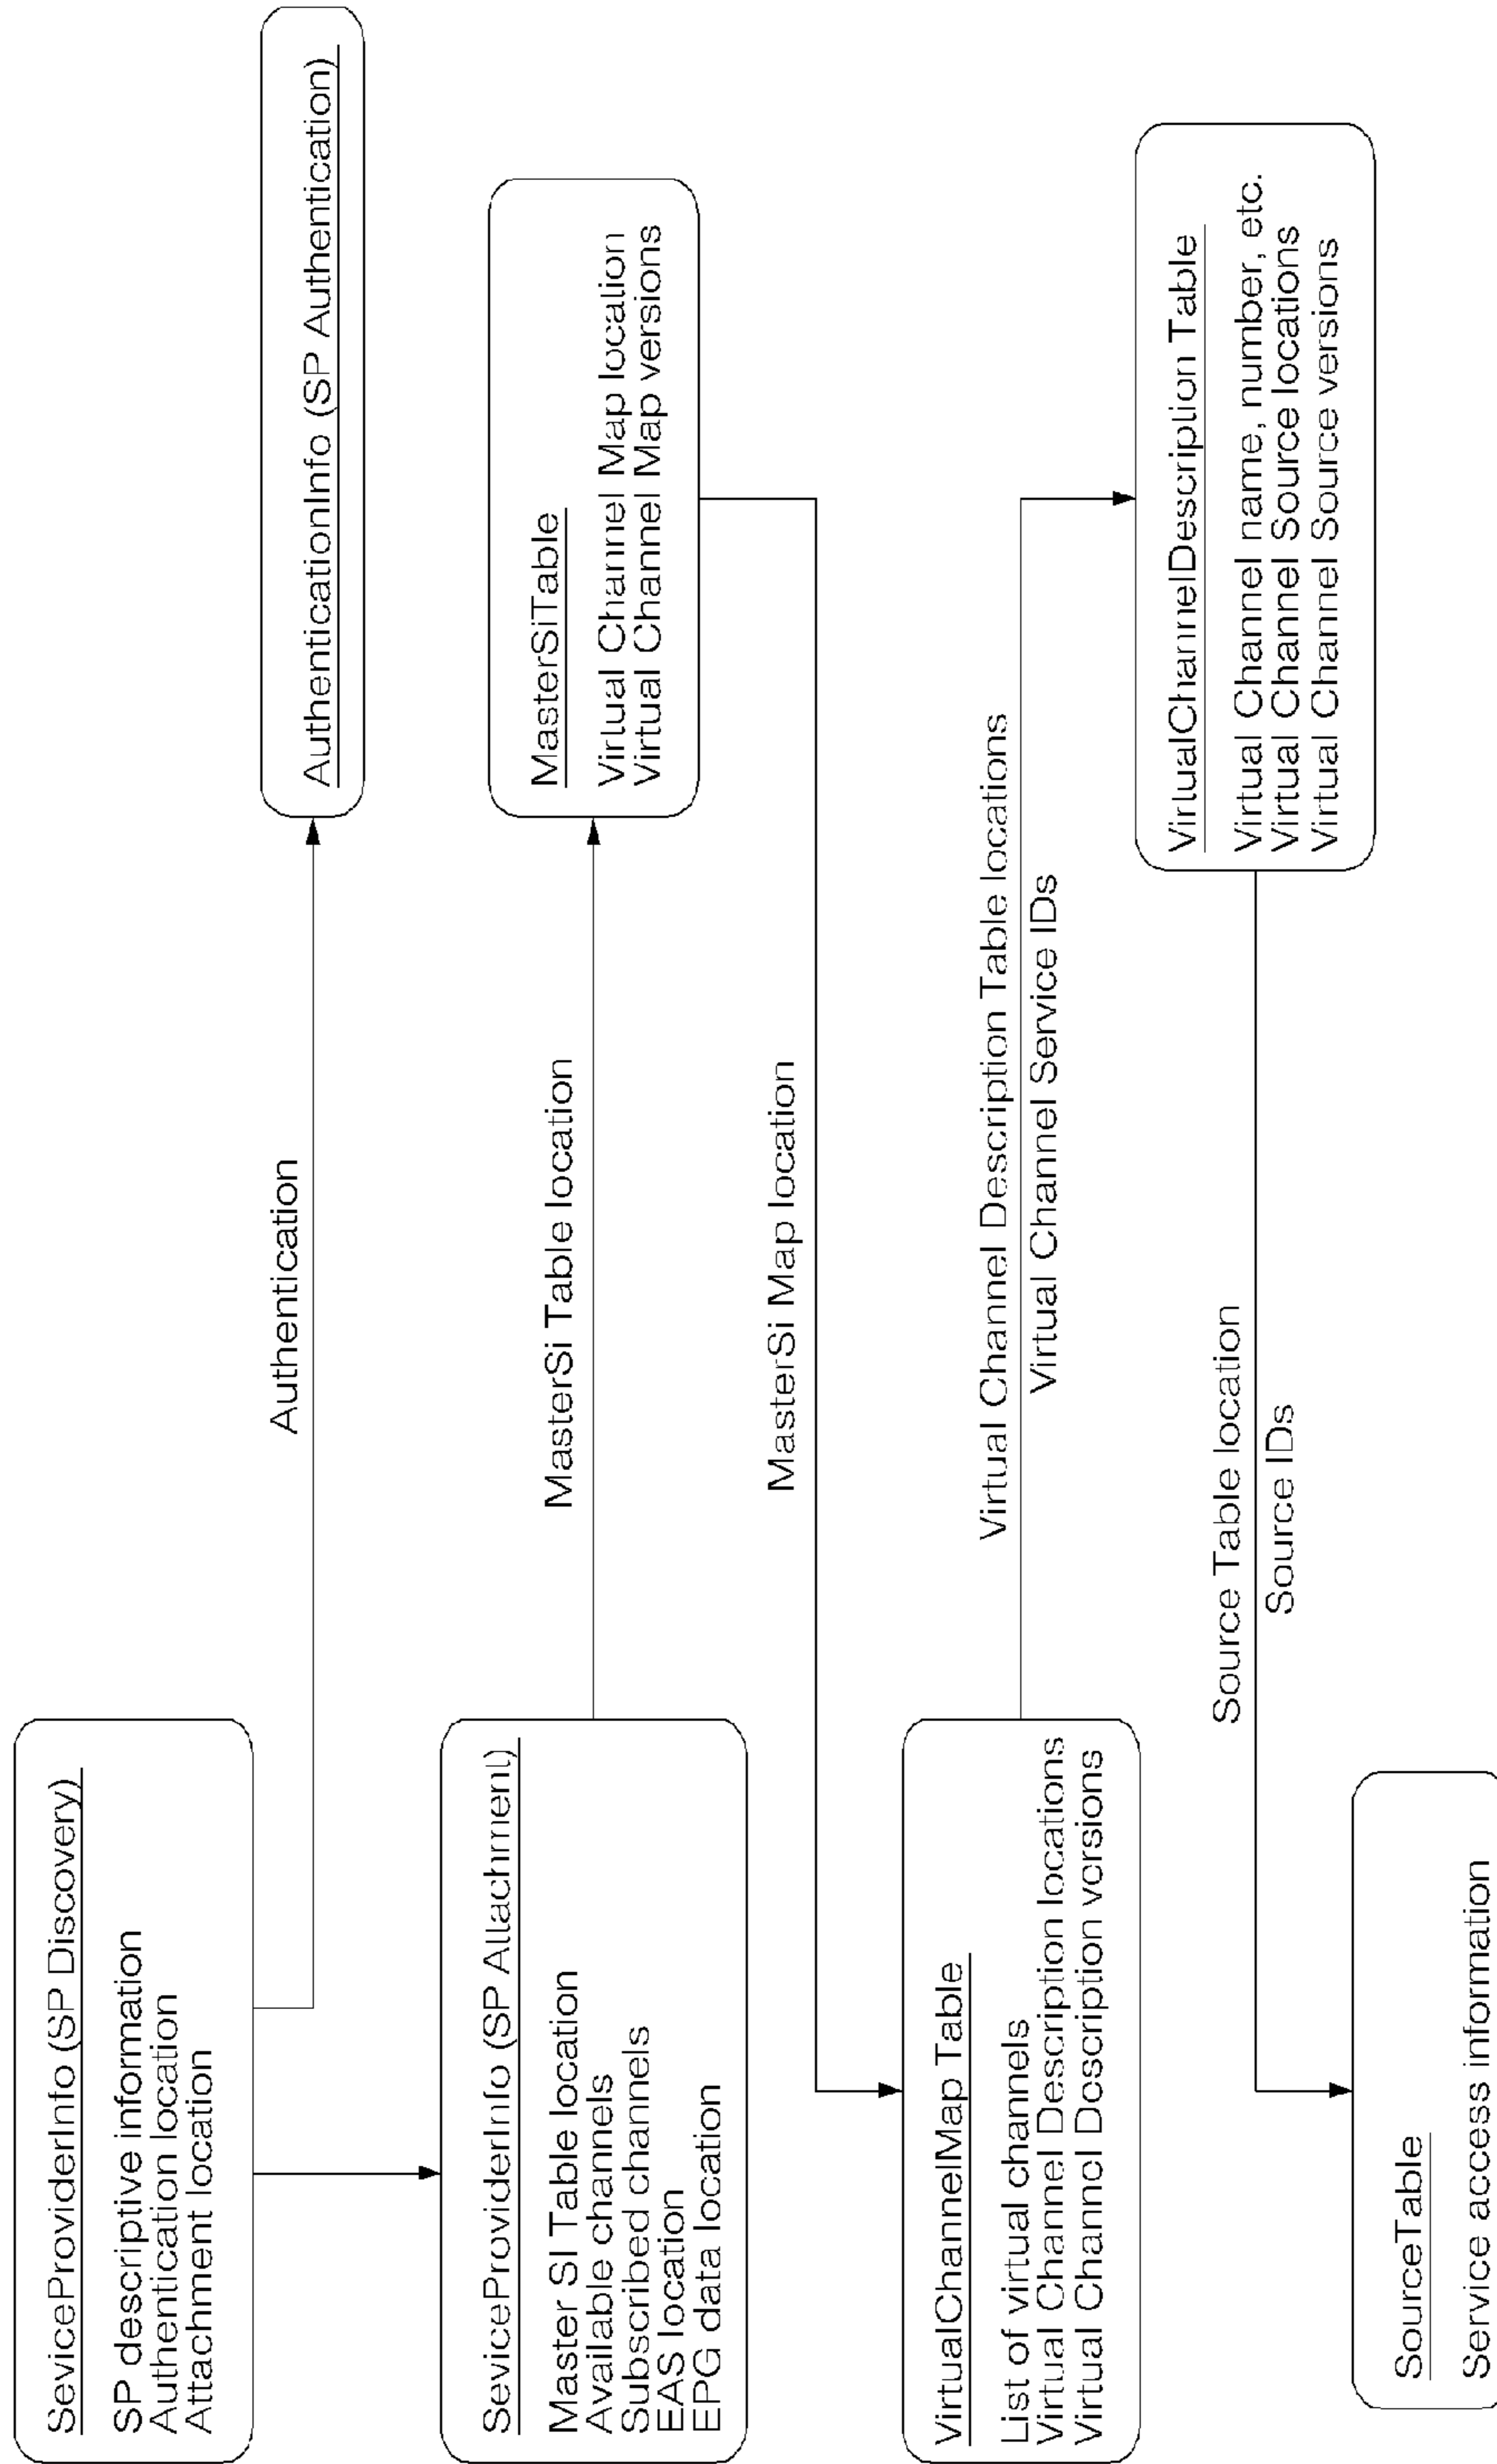 SeviceProviderInfo (SP Discovery)
SP descriptive information
Authentication location
Attachment location
Authentication
AuthenticationInfo (SP Authentication)
SeviceProviderInfo (SP Attachment)
Master SI Table location
Available channels
Subscribed channels
EAS location
EPG data location
MasterSi Table location
MasterSiTable
Virtual Channel Map location
Virtual Channel Map versions
MasterSi Map location
VirtualChannelMap Table
List of virtual channels
Virtual Channel Description locations
Virtual Channel Description versions
Virtual Channel Description Table locations
Virtual Channel Service IDs
VirtualChannelDescription Table
Virtual Channel name, number, etc.
Virtual Channel Source locations
Virtual Channel Source versions
Source Table location
Source IDs
SourceTable
Service access information